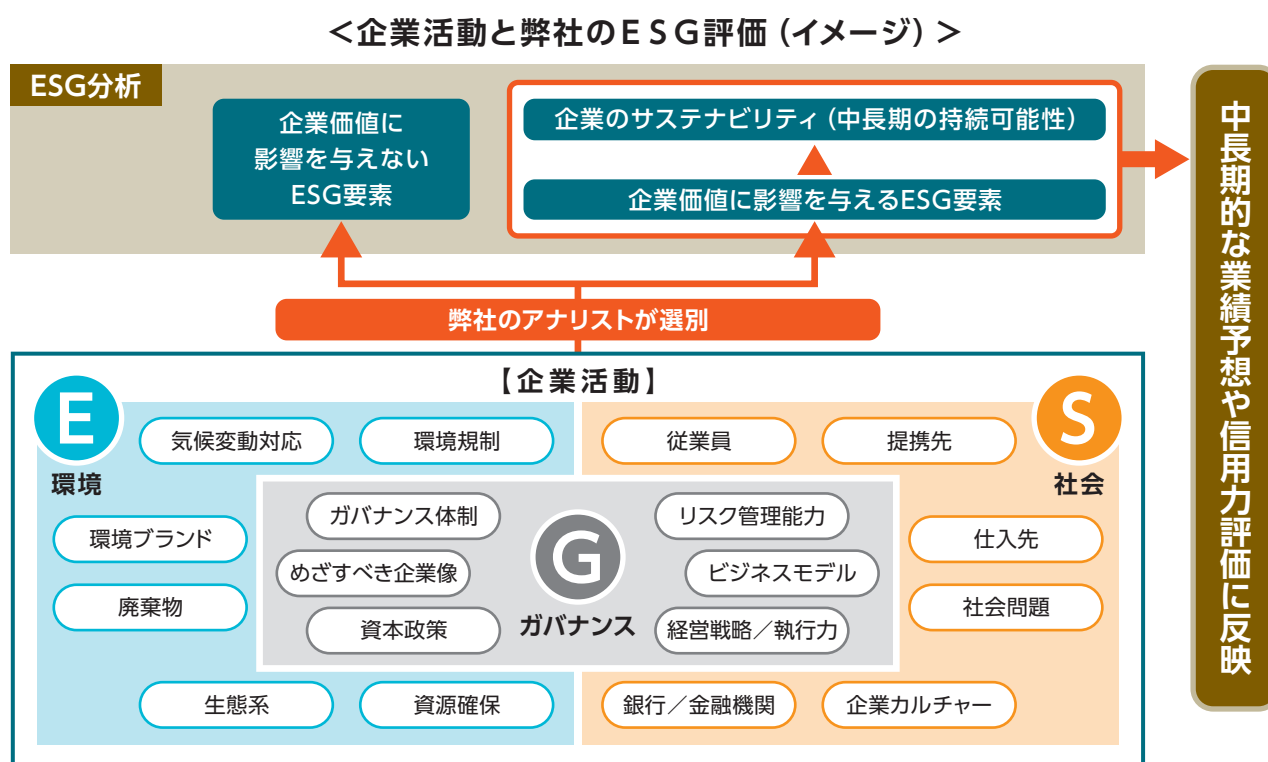 ＜企業活動と弊社のＥＳＧ評価（イメージ）＞
ESG分析
企業価値に
影響を与えない
ESG要素
企業のサステナビリティ（中長期の持続可能性）
企業価値に影響を与えるESG要素
中長期的な業績予想や信用力評価に反映
弊社のアナリストが選別
【企業活動】
E
環境
気候変動対応
環境規制
環境ブランド
廃棄物
生態系
資源確保
S
社会
従業員
提携先
仕入先
社会問題
銀行／金融機関
企業カルチャー
G
ガバナンス
ガバナンス体制
めざすべき企業像
資本政策
リスク管理能力
ビジネスモデル
経営戦略／執行力